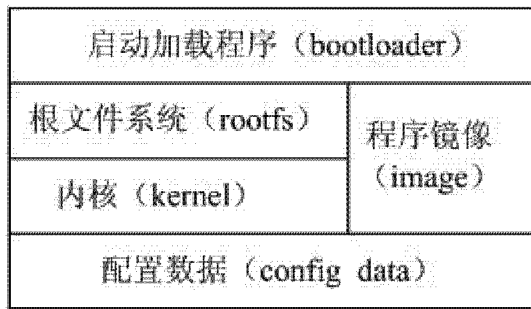 启动加载程序（bootloader）
根文件系统（rootfs）
内核（kernel）
程序镜像
（image）
配置数据（config data）